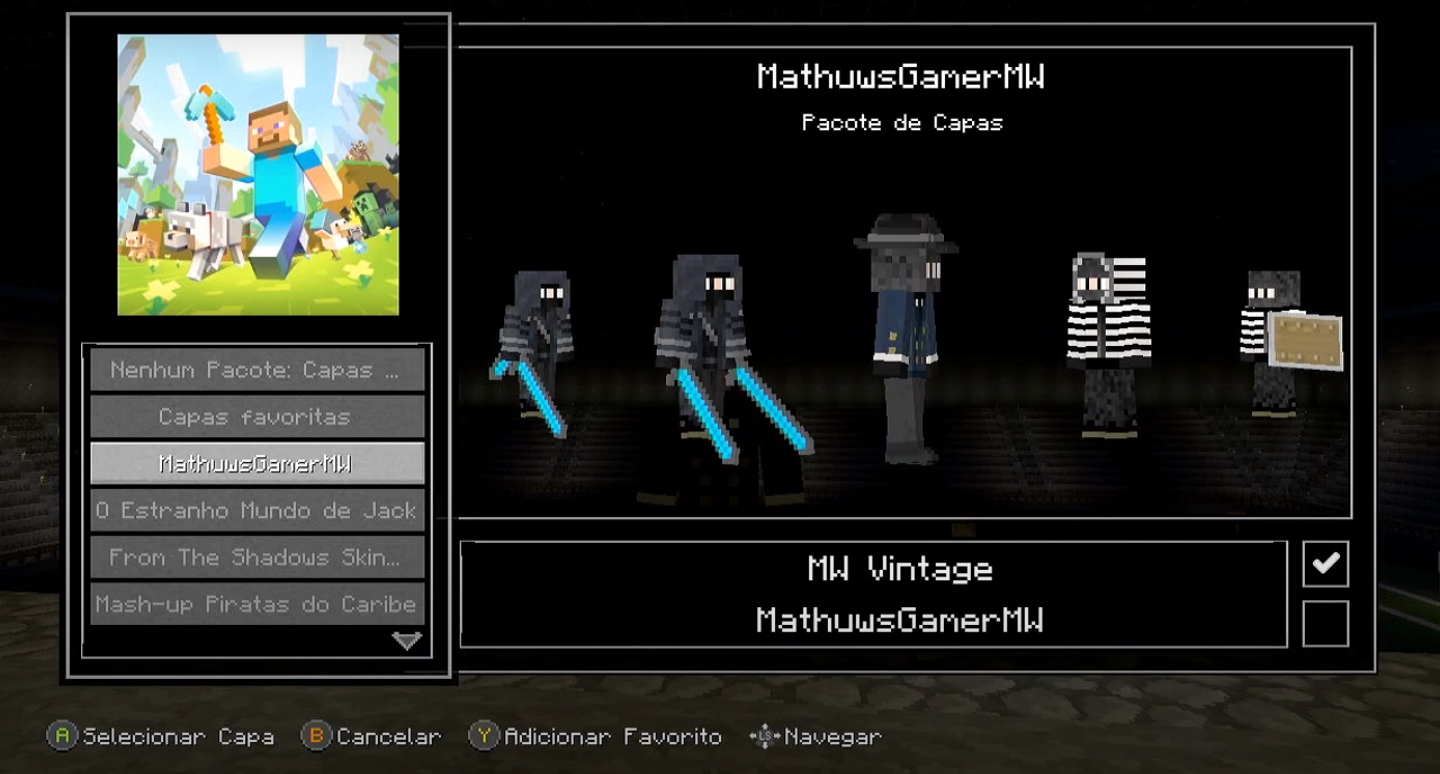 MathuwsGamerMW
Pacote de Capas
Nenhum Pacote: Capas ...
Capas favoritas
MathuwsGamerMW
O Estranho Mundo de Jack
From The Shadows Skin...
Mash-up Piratas do Caribe
MW Vintage
MathuwsGamerMW
A Selecionar Capa B Cancelar Y Adicionar Favorito LS Navegar